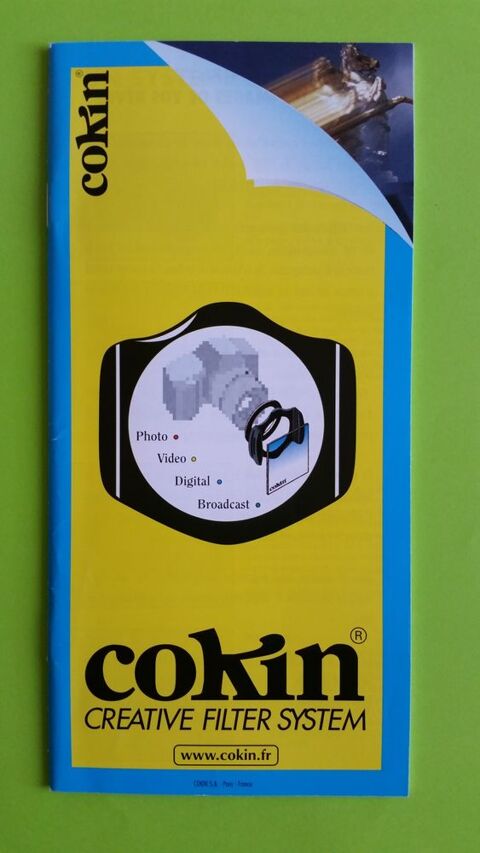 cokin®
Photo
Video
Digital
Broadcast
cokin
cokin®
CREATIVE FILTER SYSTEM
www.cokin.fr
COKIN S.A. - Paris - France